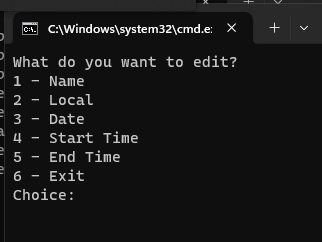 C:\Windows\system32\cmd.e
What do you want to edit?
1 - Name
2 - Local
3 - Date
4 - Start Time
5 - End Time
6 - Exit
Choice: